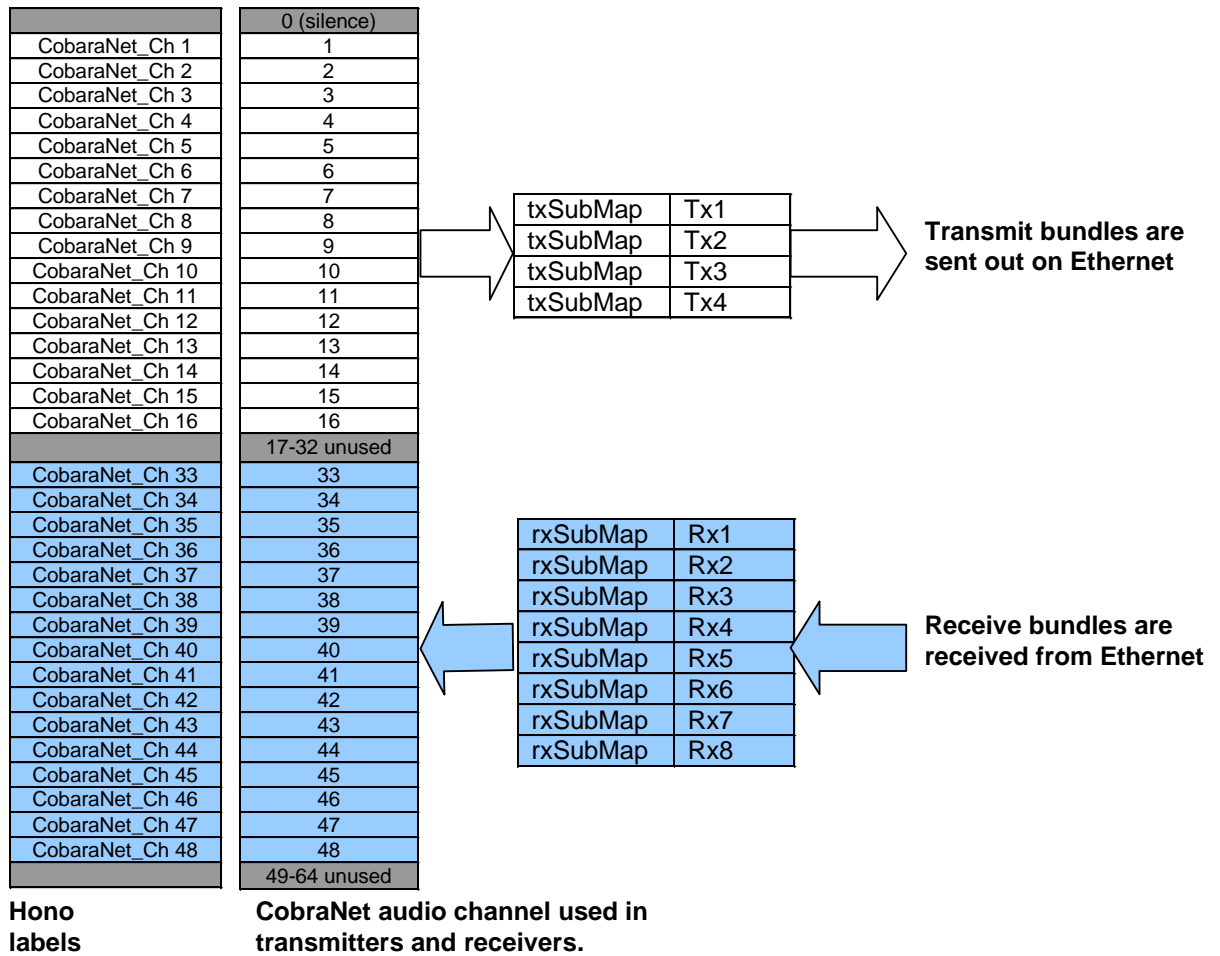 0 (silence)
CobaraNet_Ch 1 1
CobaraNet_Ch 2 2
CobaraNet_Ch 3 3
CobaraNet_Ch 4 4
CobaraNet_Ch 5 5
CobaraNet_Ch 6 6
CobaraNet_Ch 7 7
CobaraNet_Ch 8 8
CobaraNet_Ch 9 9
CobaraNet_Ch 10 10
CobaraNet_Ch 11 11
CobaraNet_Ch 12 12
CobaraNet_Ch 13 13
CobaraNet_Ch 14 14
CobaraNet_Ch 15 15
CobaraNet_Ch 16 16
17-32 unused
CobaraNet_Ch 33 33
CobaraNet_Ch 34 34
CobaraNet_Ch 35 35
CobaraNet_Ch 36 36
CobaraNet_Ch 37 37
CobaraNet_Ch 38 38
CobaraNet_Ch 39 39
CobaraNet_Ch 40 40
CobaraNet_Ch 41 41
CobaraNet_Ch 42 42
CobaraNet_Ch 43 43
CobaraNet_Ch 44 44
CobaraNet_Ch 45 45
CobaraNet_Ch 46 46
CobaraNet_Ch 47 47
CobaraNet_Ch 48 48
49-64 unused
Hono
labels
CobraNet audio channel used in
transmitters and receivers.
txSubMap Tx1
txSubMap Tx2
txSubMap Tx3
txSubMap Tx4
Transmit bundles are
sent out on Ethernet
rxSubMap Rx1
rxSubMap Rx2
rxSubMap Rx3
rxSubMap Rx4
rxSubMap Rx5
rxSubMap Rx6
rxSubMap Rx7
rxSubMap Rx8
Receive bundles are
received from Ethernet